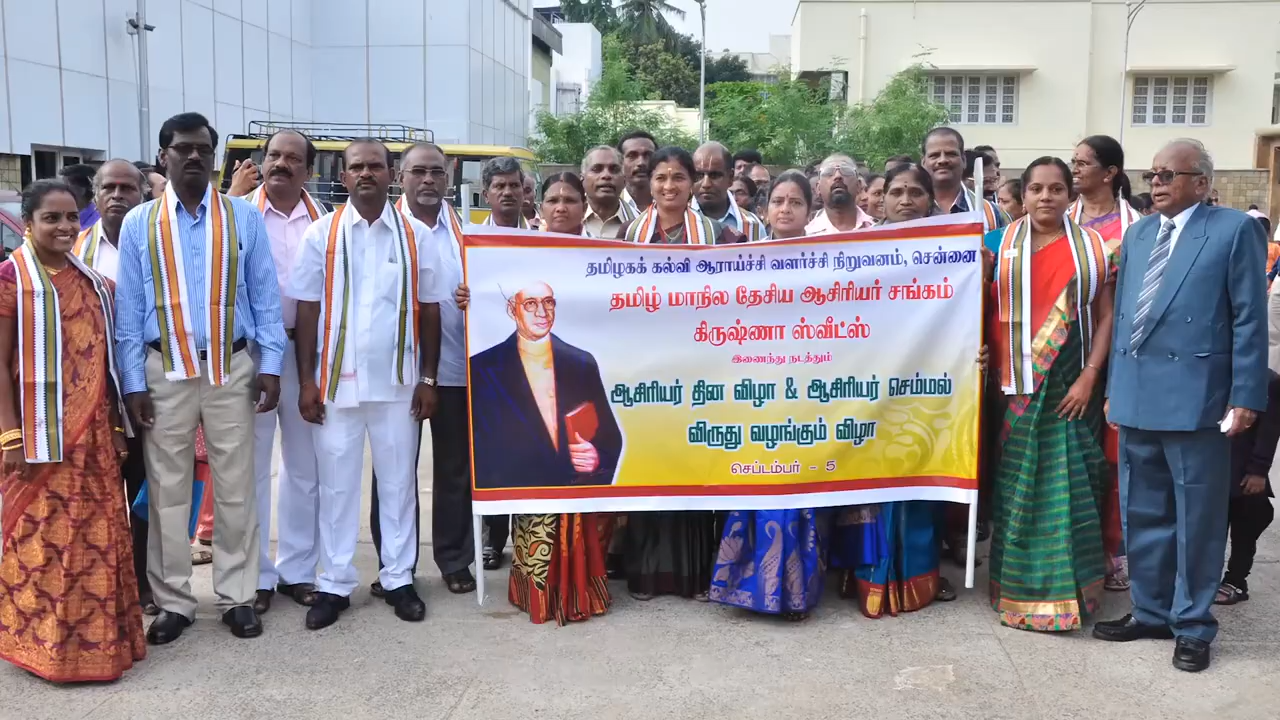 தமிழகக் கல்வி ஆராய்ச்சி வளர்ச்சி நிறுவனம், சென்னை
தமிழ் மாநில தேசிய ஆசிரியர் சங்கம்
கிருஷ்ணா ஸ்வீட்ஸ்
இணைந்து நடத்தும்
ஆசிரியர் தின விழா & ஆசிரியர் செம்மல்
விருது வழங்கும் விழா
செப்டம்பர் - 5